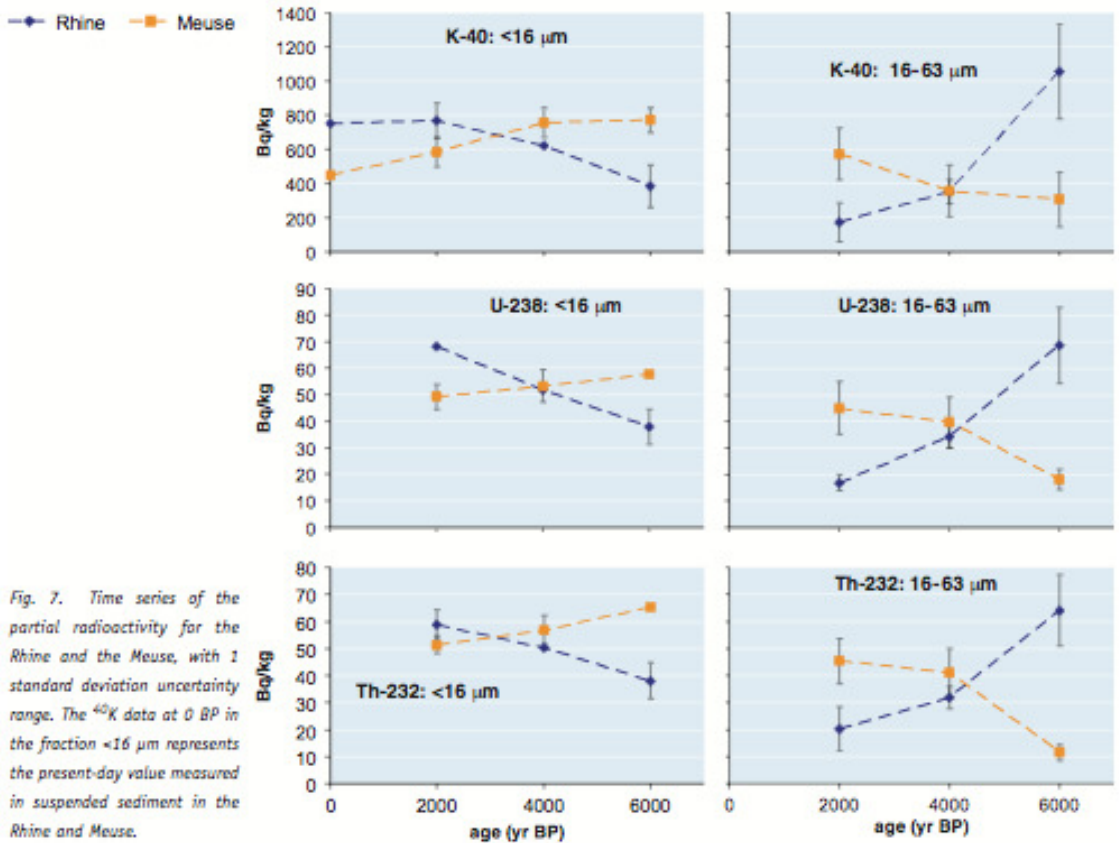 Rhine
Meuse
K-40: <16 μm
1400
1200
1000
800
600
400
200
0
Bq/kg
K-40: 16-63 μm
U-238: <16 μm
90
80
70
60
50
40
30
20
10
0
Bq/kg
U-238: 16-63 μm
Th-232: <16 μm
80
70
60
50
40
30
20
10
0
Bq/kg
0
2000
4000
6000
age (yr BP)
Th-232: 16-63 μm
0
2000
4000
6000
age (yr BP)
Fig. 7. Time series of the
partial radioactivity for the
Rhine and the Meuse, with 1
standard deviation uncertainty
range. The ⁴⁰K data at 0 BP in
the fraction <16 μm represents
the present-day value measured
in suspended sediment in the
Rhine and Meuse.